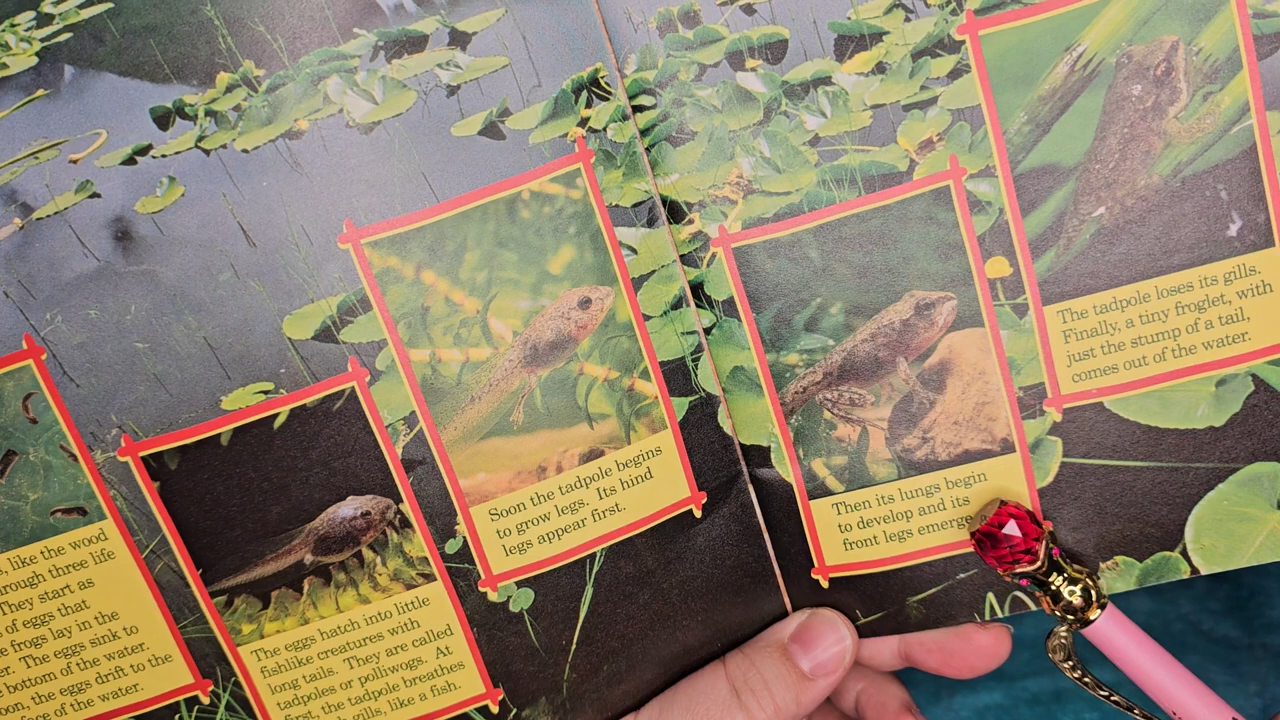 s, like the wood
rough three life
They start as
s of eggs that
e frogs lay in the
er. The eggs sink to
bottom of the water.
oon, the eggs drift to the
face of the water.
The eggs hatch into little
fishlike creatures with
long tails. They are called
tadpoles or polliwogs. At
first, the tadpole breathes
gills, like a fish.
Soon the tadpole begins
to grow legs. Its hind
legs appear first.
Then its lungs begin
to develop and its
front legs emerge
The tadpole loses its gills.
Finally, a tiny froglet, with
just the stump of a tail,
comes out of the water.